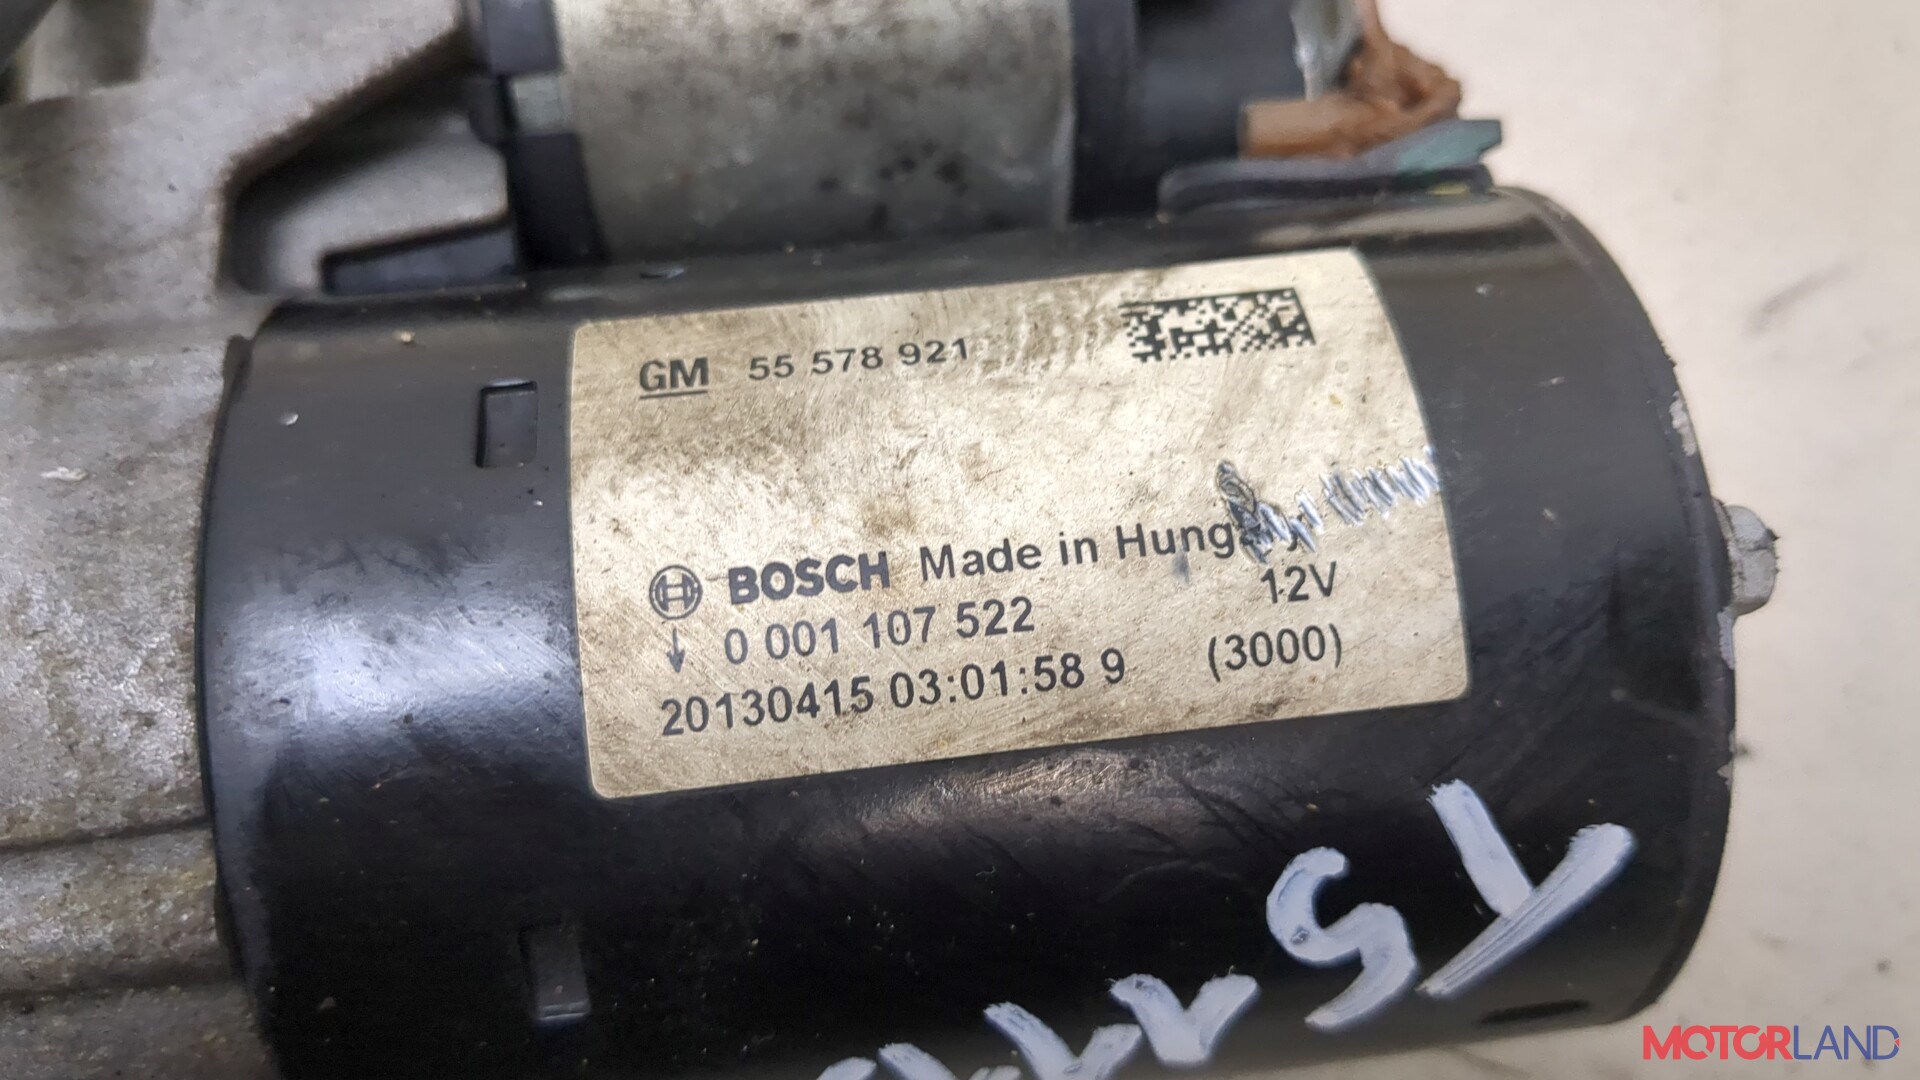 GM 55 578 921
BOSCH Made in Hungary
12V
0 001 107 522
20130415 03:01:58 9 (3000)
MOTORLAND